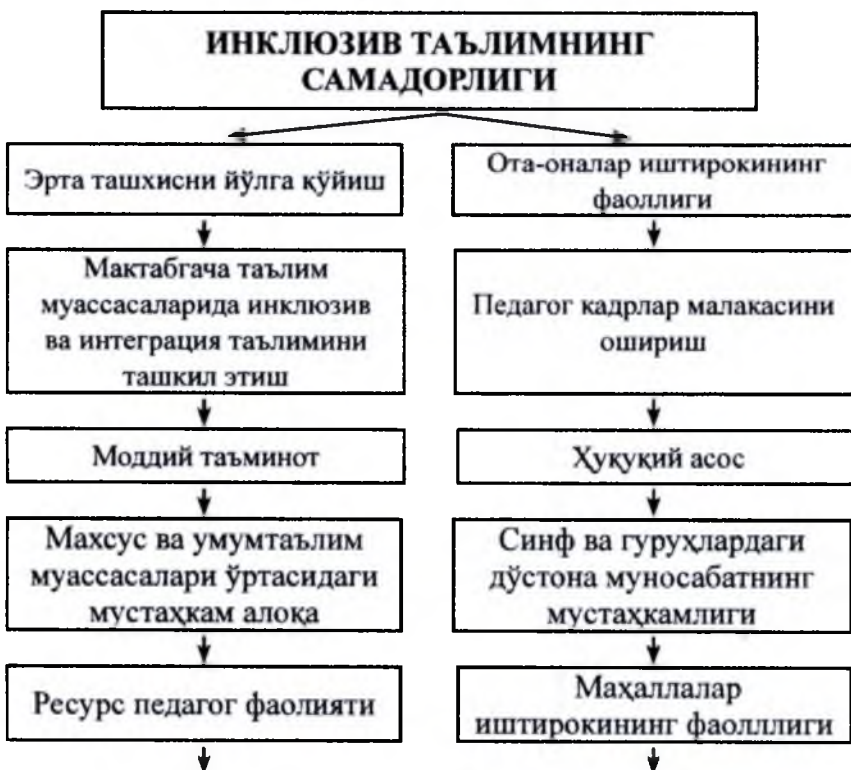 ИНКЛЮЗИВ ТАЪЛИМНИНГ
САМАДОРЛИГИ
Эрта ташхисни йўлга қўйиш
Ота-оналар иштирокининг
фаоллиги
Мактабгача таълим
муассасаларида инклюзив
ва интеграция таълимини
ташкил этиш
Педагог кадрлар малакасини
ошириш
Моддий таъминот
Ҳуқуқий асос
Махсус ва умумтаълим
муассасалари ўртасидаги
мустаҳкам алоқа
Синф ва гуруҳлардаги
дўстона муносабатнинг
мустаҳкамлиги
Ресурс педагог фаолияти
Маҳаллалар
иштирокининг фаолллиги